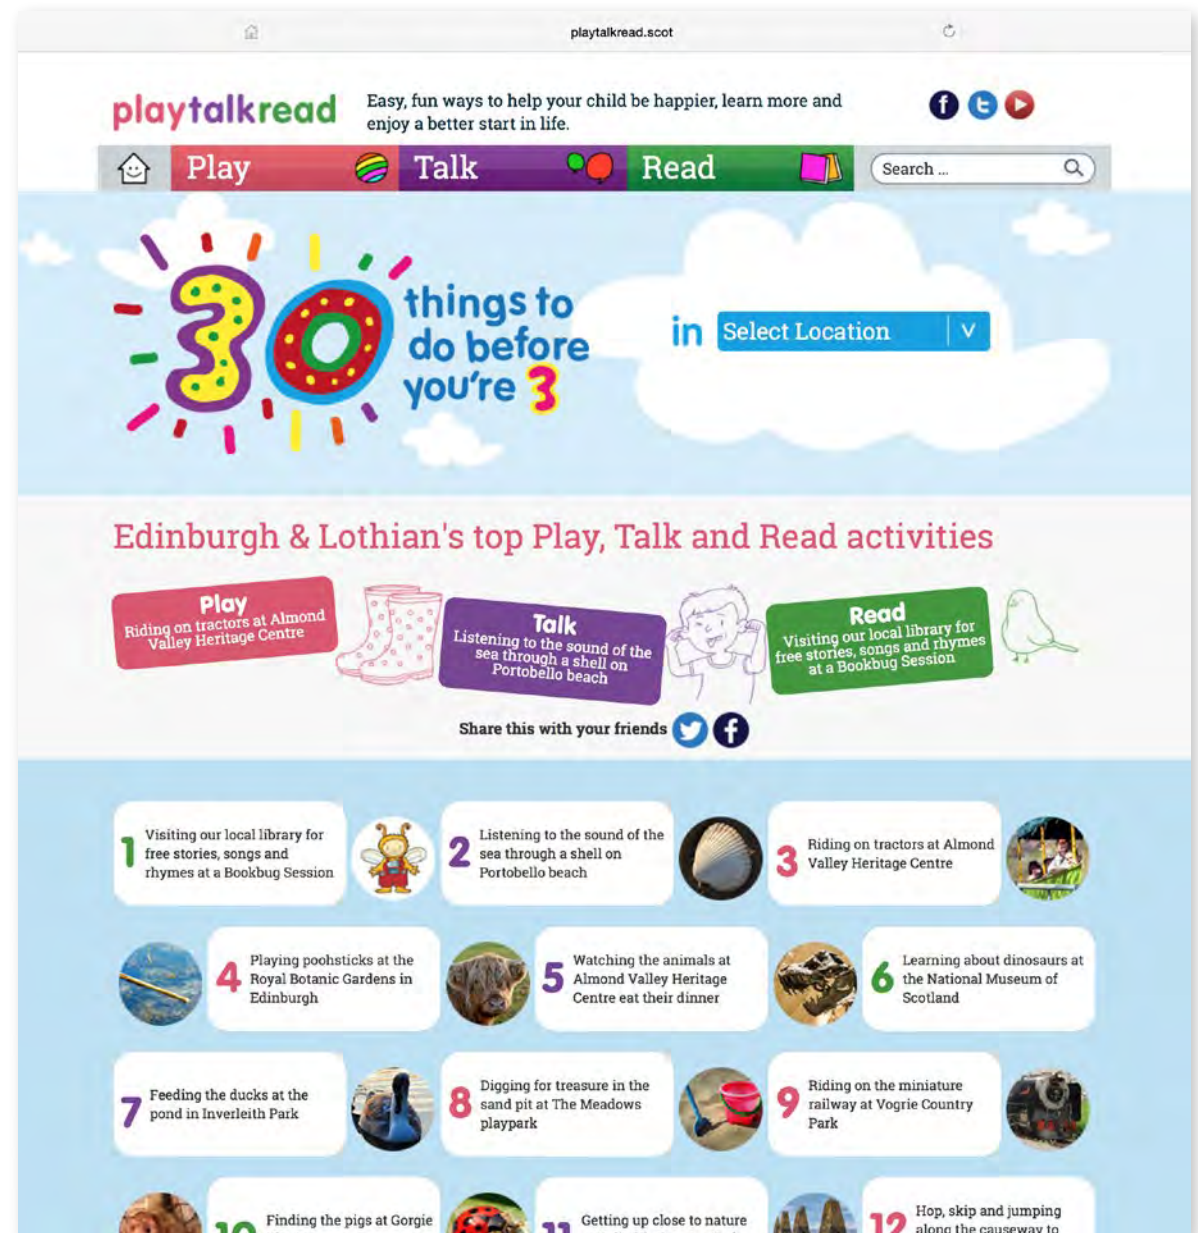 playtalkread.scot
playtalkread
Easy, fun ways to help your child be happier, learn more and
enjoy a better start in life.
Play
Talk
Read
Search ...
30
things to
do before
you're 3
in
Select Location
Edinburgh & Lothian's top Play, Talk and Read activities
Play
Riding on tractors at Almond
Valley Heritage Centre
Talk
Listening to the sound of the
sea through a shell on
Portobello beach
Read
Visiting our local library for
free stories, songs and rhymes
at a Bookbug Session
Share this with your friends
1
Visiting our local library for
free stories, songs and
rhymes at a Bookbug Session
2
Listening to the sound of the
sea through a shell on
Portobello beach
3
Riding on tractors at Almond
Valley Heritage Centre
4
Playing poohsticks at the
Royal Botanic Gardens in
Edinburgh
5
Watching the animals at
Almond Valley Heritage
Centre eat their dinner
6
Learning about dinosaurs at
the National Museum of
Scotland
7
Feeding the ducks at the
pond in Inverleith Park
8
Digging for treasure in the
sand pit at The Meadows
playpark
9
Riding on the miniature
railway at Vogrie Country
Park
10
Finding the pigs at Gorgie
11
Getting up close to nature
12
Hop, skip and jumping
along the causeway to